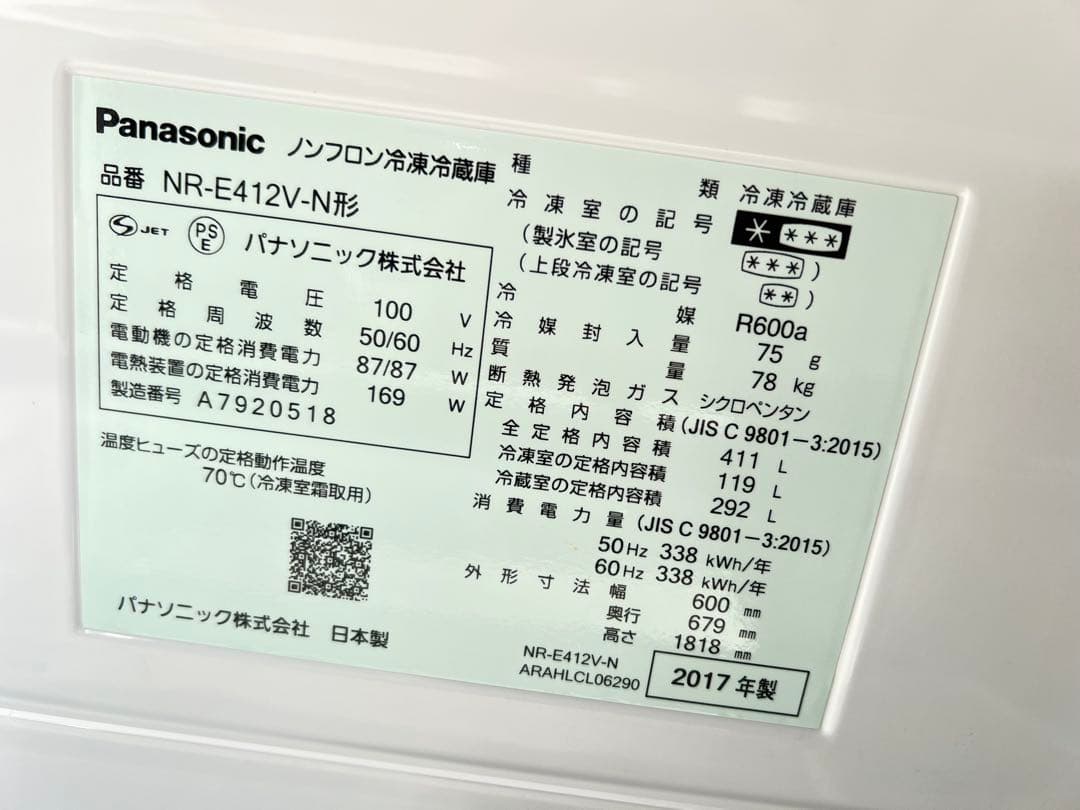 Panasonic ノンフロン冷凍冷蔵庫
品番 NR-E412V-N形
S JET PSE パナソニック株式会社
定格電圧 100 V
定格周波数 50/60 Hz
電動機の定格消費電力 87/87 W
電熱装置の定格消費電力 169 W
製造番号 A7920518
温度ヒューズの定格動作温度
70℃(冷凍室霜取用)
パナソニック株式会社 日本製
種類 冷凍冷蔵庫
冷凍室の記号 * ***
(製氷室の記号 ***)
(上段冷凍室の記号 **)
冷媒 R600a
冷媒封入量 75 g
質量 78 kg
断熱発泡ガス シクロペンタン
定格内容積 (JIS C 9801-3:2015)
全定格内容積 411 L
冷凍室の定格内容積 119 L
冷蔵室の定格内容積 292 L
消費電力量 (JIS C 9801-3:2015)
50Hz 338 kWh/年
60Hz 338 kWh/年
外形寸法 幅 600 mm
奥行 679 mm
高さ 1818 mm
NR-E412V-N
ARAHLCL06290
2017年製